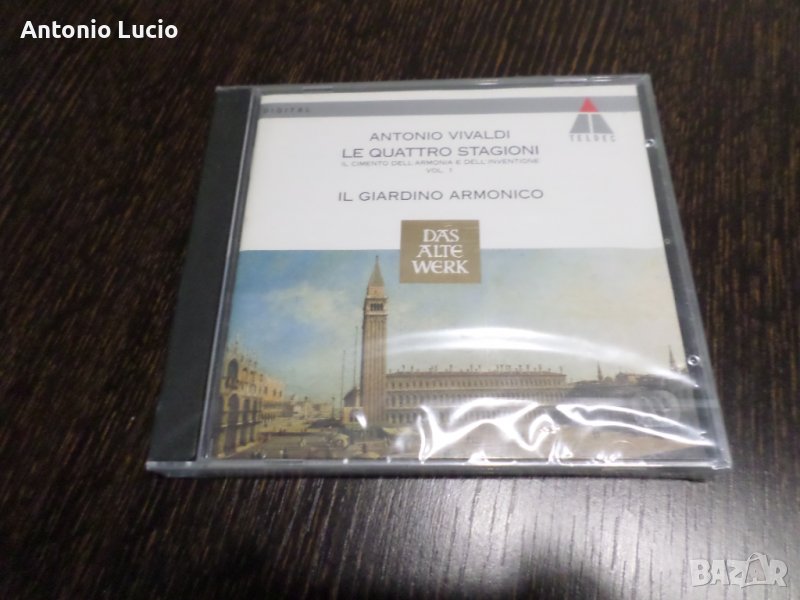 Antonio Lucio
DIGITAL
TELDEC
ANTONIO VIVALDI
LE QUATTRO STAGIONI
IL CIMENTO DELL'ARMONIA E DELL'INVENTIONE
VOL. 1
IL GIARDINO ARMONICO
DAS
ALTE
WERK
BAZAR